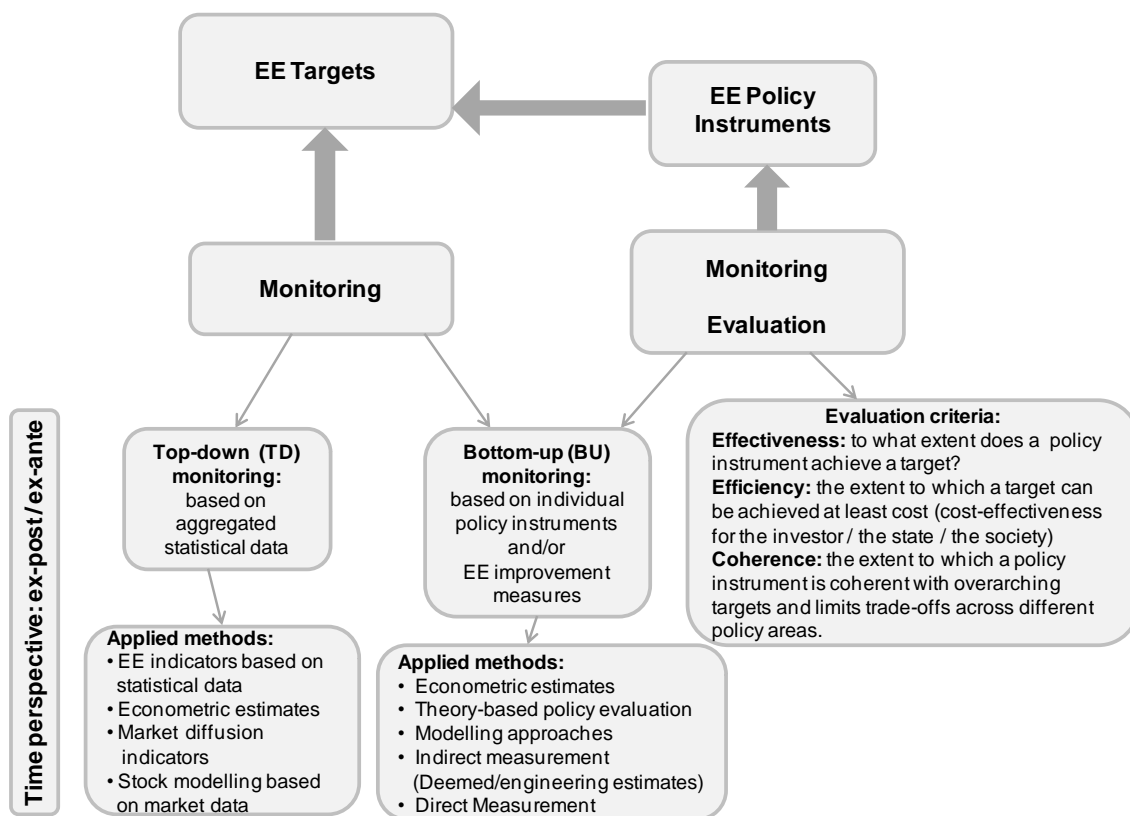 EE Targets
EE Policy
Instruments
Monitoring
Monitoring
Evaluation
Time perspective: ex-post / ex-ante
Top-down (TD)
monitoring:
based on
aggregated
statistical data
Bottom-up (BU)
monitoring:
based on individual
policy instruments
and/or
EE improvement
measures
Evaluation criteria:
Effectiveness: to what extent does a policy
instrument achieve a target?
Efficiency: the extent to which a target can
be achieved at least cost (cost-effectiveness
for the investor / the state / the society)
Coherence: the extent to which a policy
instrument is coherent with overarching
targets and limits trade-offs across different
policy areas.
Applied methods:
• EE indicators based on
statistical data
• Econometric estimates
• Market diffusion
indicators
• Stock modelling based
on market data
Applied methods:
• Econometric estimates
• Theory-based policy evaluation
• Modelling approaches
• Indirect measurement
(Deemed/engineering estimates)
• Direct Measurement